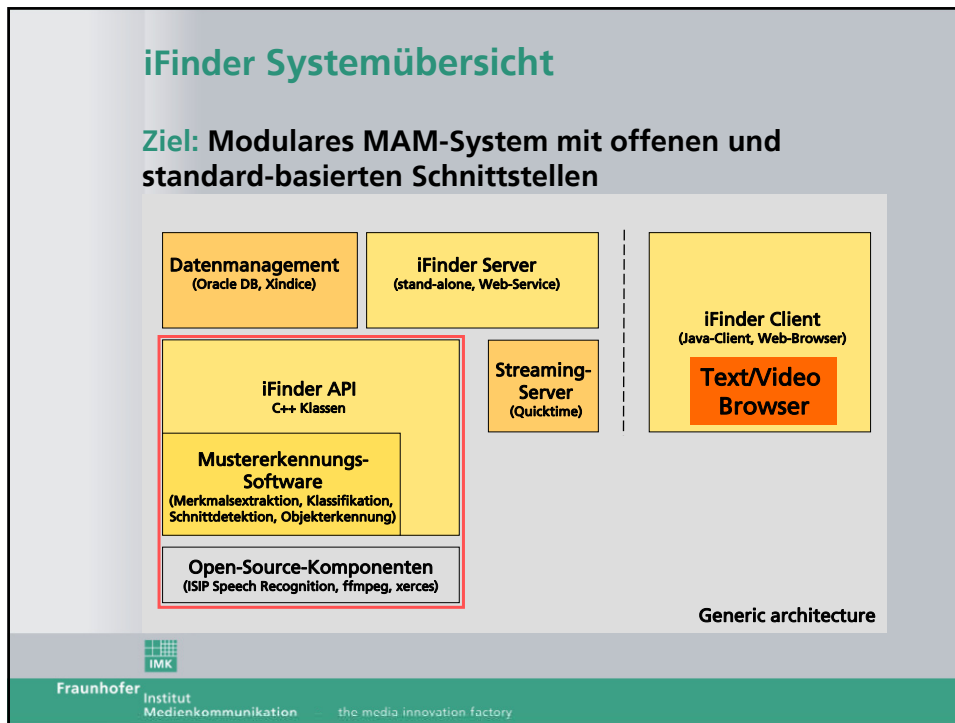 iFinder Systemübersicht
Ziel: Modulares MAM-System mit offenen und
standard-basierten Schnittstellen
Datenmanagement
(Oracle DB, Xindice)
iFinder Server
(stand-alone, Web-Service)
iFinder Client
(Java-Client, Web-Browser)
Text/Video
Browser
iFinder API
C++ Klassen
Streaming-
Server
(Quicktime)
Mustererkennungs-
Software
(Merkmalsextraktion, Klassifikation,
Schnittdetektion, Objekterkennung)
Open-Source-Komponenten
(ISIP Speech Recognition, ffmpeg, xerces)
Generic architecture
IMK
Fraunhofer Institut
Medienkommunikation – the media innovation factory